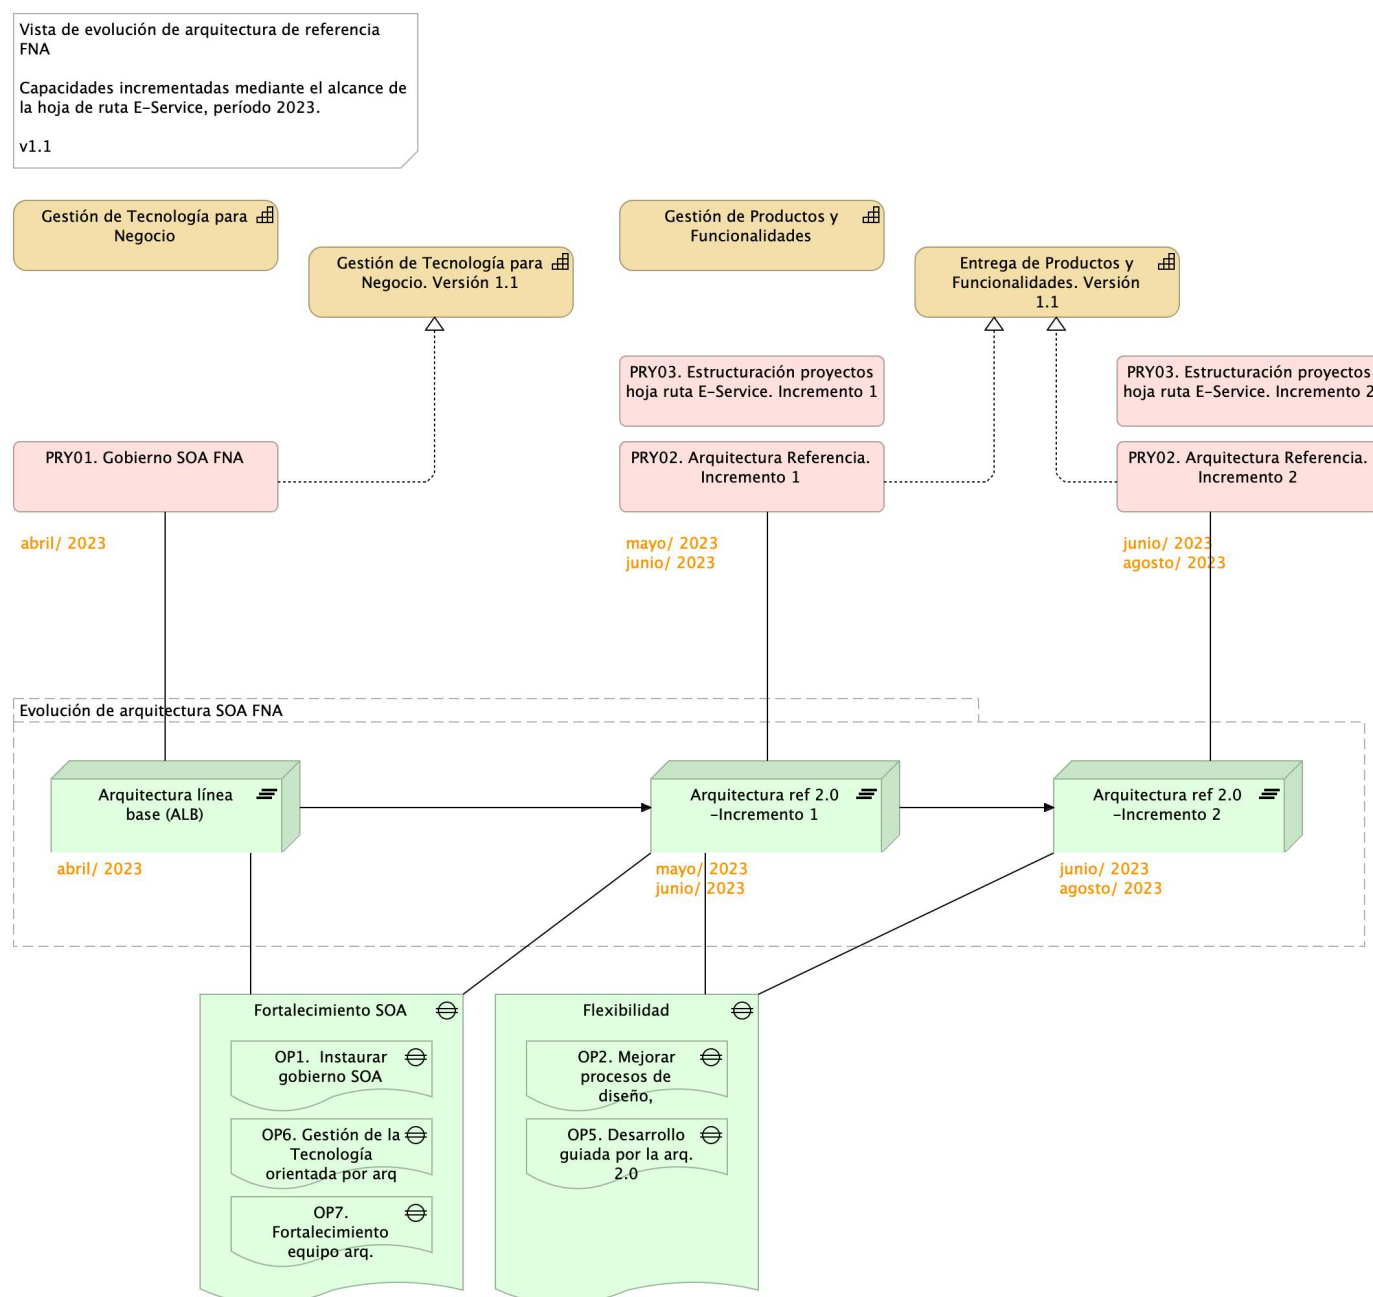 Vista de evolución de arquitectura de referencia
FNA
Capacidades incrementadas mediante el alcance de
la hoja de ruta E-Service, período 2023.
v1.1
Gestión de Tecnología para
Negocio
Gestión de Tecnología para
Negocio. Versión 1.1
Gestión de Productos y
Funcionalidades
Entrega de Productos y
Funcionalidades. Versión
1.1
PRY03. Estructuración proyectos
hoja ruta E-Service. Incremento 1
PRY03. Estructuración proyectos
hoja ruta E-Service. Incremento 2
PRY01. Gobierno SOA FNA
PRY02. Arquitectura Referencia.
Incremento 1
PRY02. Arquitectura Referencia.
Incremento 2
abril/ 2023
mayo/ 2023
junio/ 2023
junio/ 2023
agosto/ 2023
Evolución de arquitectura SOA FNA
Arquitectura línea
base (ALB)
Arquitectura ref 2.0
-Incremento 1
Arquitectura ref 2.0
-Incremento 2
abril/ 2023
mayo/ 2023
junio/ 2023
junio/ 2023
agosto/ 2023
Fortalecimiento SOA
OP1.  Instaurar
gobierno SOA
OP6. Gestión de la
Tecnología
orientada por arq
OP7.
Fortalecimiento
equipo arq.
Flexibilidad
OP2. Mejorar
procesos de
diseño,
OP5. Desarrollo
guiada por la arq.
2.0